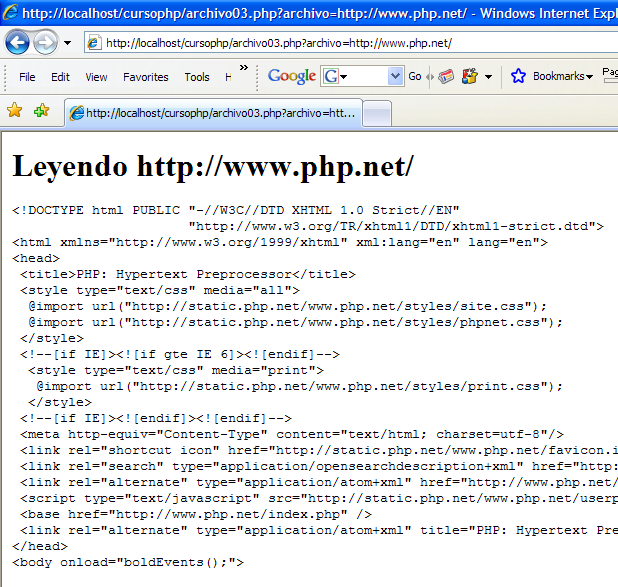 http://localhost/cursophp/archivo03.php?archivo=http://www.php.net/ - Windows Internet Expl
http://localhost/cursophp/archivo03.php?archivo=http://www.php.net/
File Edit View Favorites Tools H » Google G Go Bookmarks Pag
http://localhost/cursophp/archivo03.php?archivo=htt...
Leyendo http://www.php.net/
<!DOCTYPE html PUBLIC "-//W3C//DTD XHTML 1.0 Strict//EN"
"http://www.w3.org/TR/xhtml1/DTD/xhtml1-strict.dtd">
<html xmlns="http://www.w3.org/1999/xhtml" xml:lang="en" lang="en">
<head>
<title>PHP: Hypertext Preprocessor</title>
<style type="text/css" media="all">
@import url("http://static.php.net/www.php.net/styles/site.css");
@import url("http://static.php.net/www.php.net/styles/phpnet.css");
</style>
<!--[if IE]><![if gte IE 6]><![endif]-->
<style type="text/css" media="print">
@import url("http://static.php.net/www.php.net/styles/print.css");
</style>
<!--[if IE]><![endif]><![endif]-->
<meta http-equiv="Content-Type" content="text/html; charset=utf-8"/>
<link rel="shortcut icon" href="http://static.php.net/www.php.net/favicon.i
<link rel="search" type="application/opensearchdescription+xml" href="http:
<link rel="alternate" type="application/atom+xml" href="http://www.php.net/
<script type="text/javascript" src="http://static.php.net/www.php.net/userp
<base href="http://www.php.net/index.php" />
<link rel="alternate" type="application/atom+xml" title="PHP: Hypertext Pre
</head>
<body onload="boldEvents();">